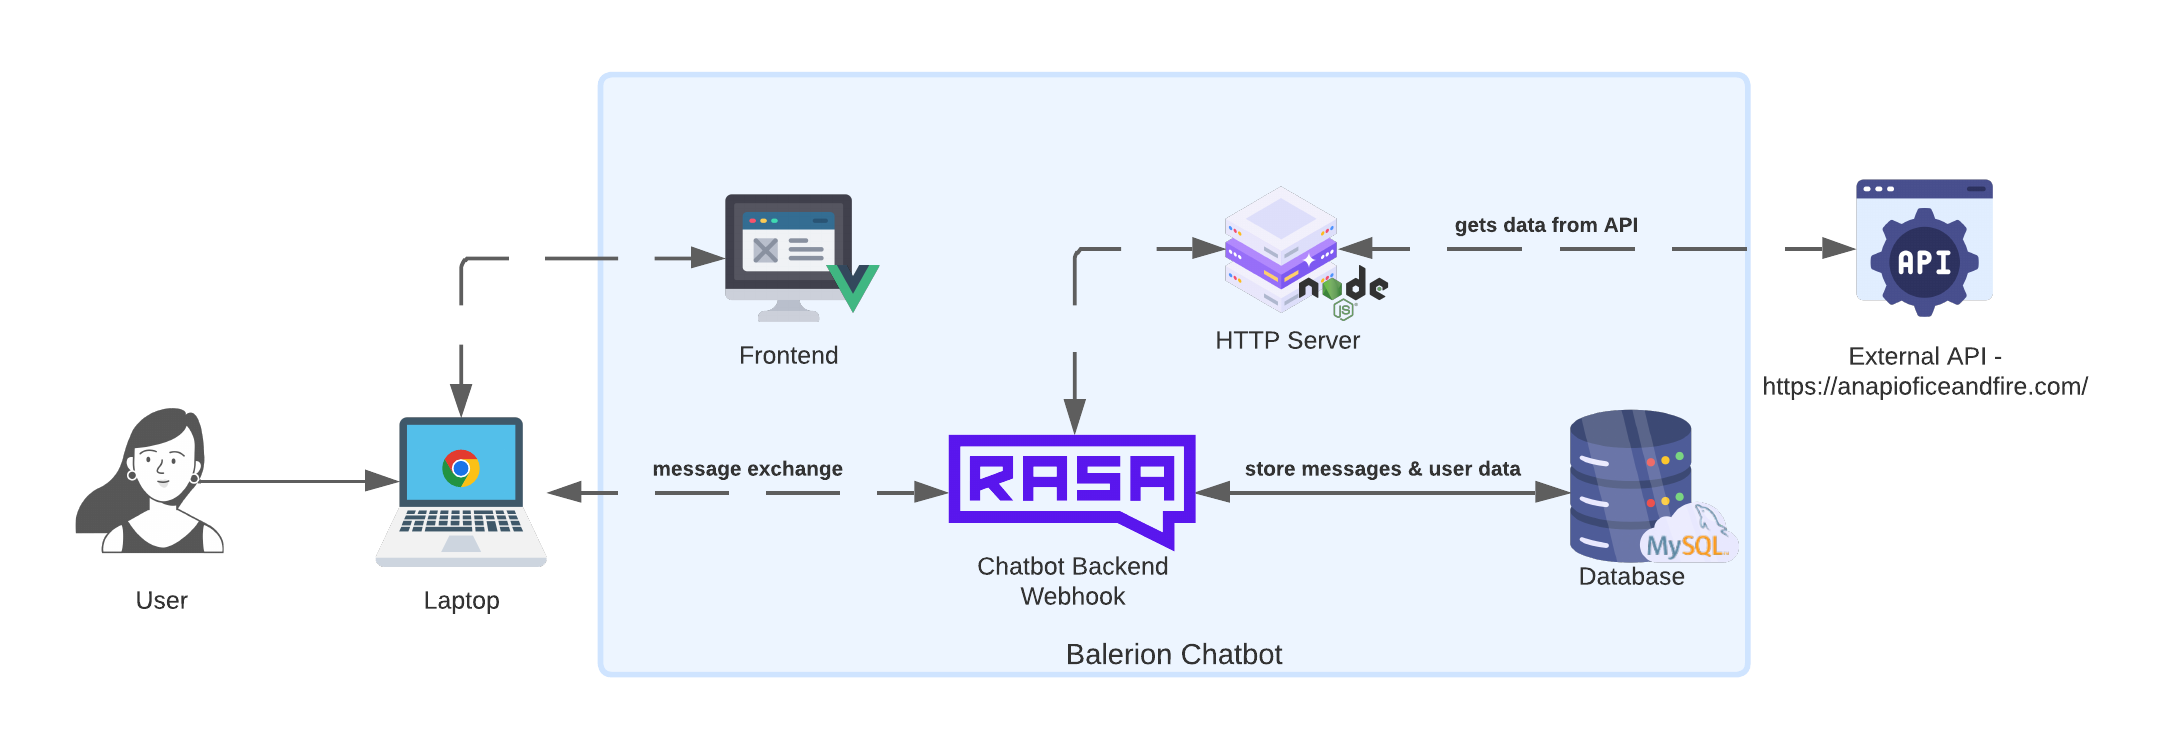 gets data from API
API
node
JS
HTTP Server
Frontend
External API -
https://anapioficeandfire.com/
message exchange
RASA
store messages & user data
MySQL
Chatbot Backend
Webhook
Database
User
Laptop
Balerion Chatbot